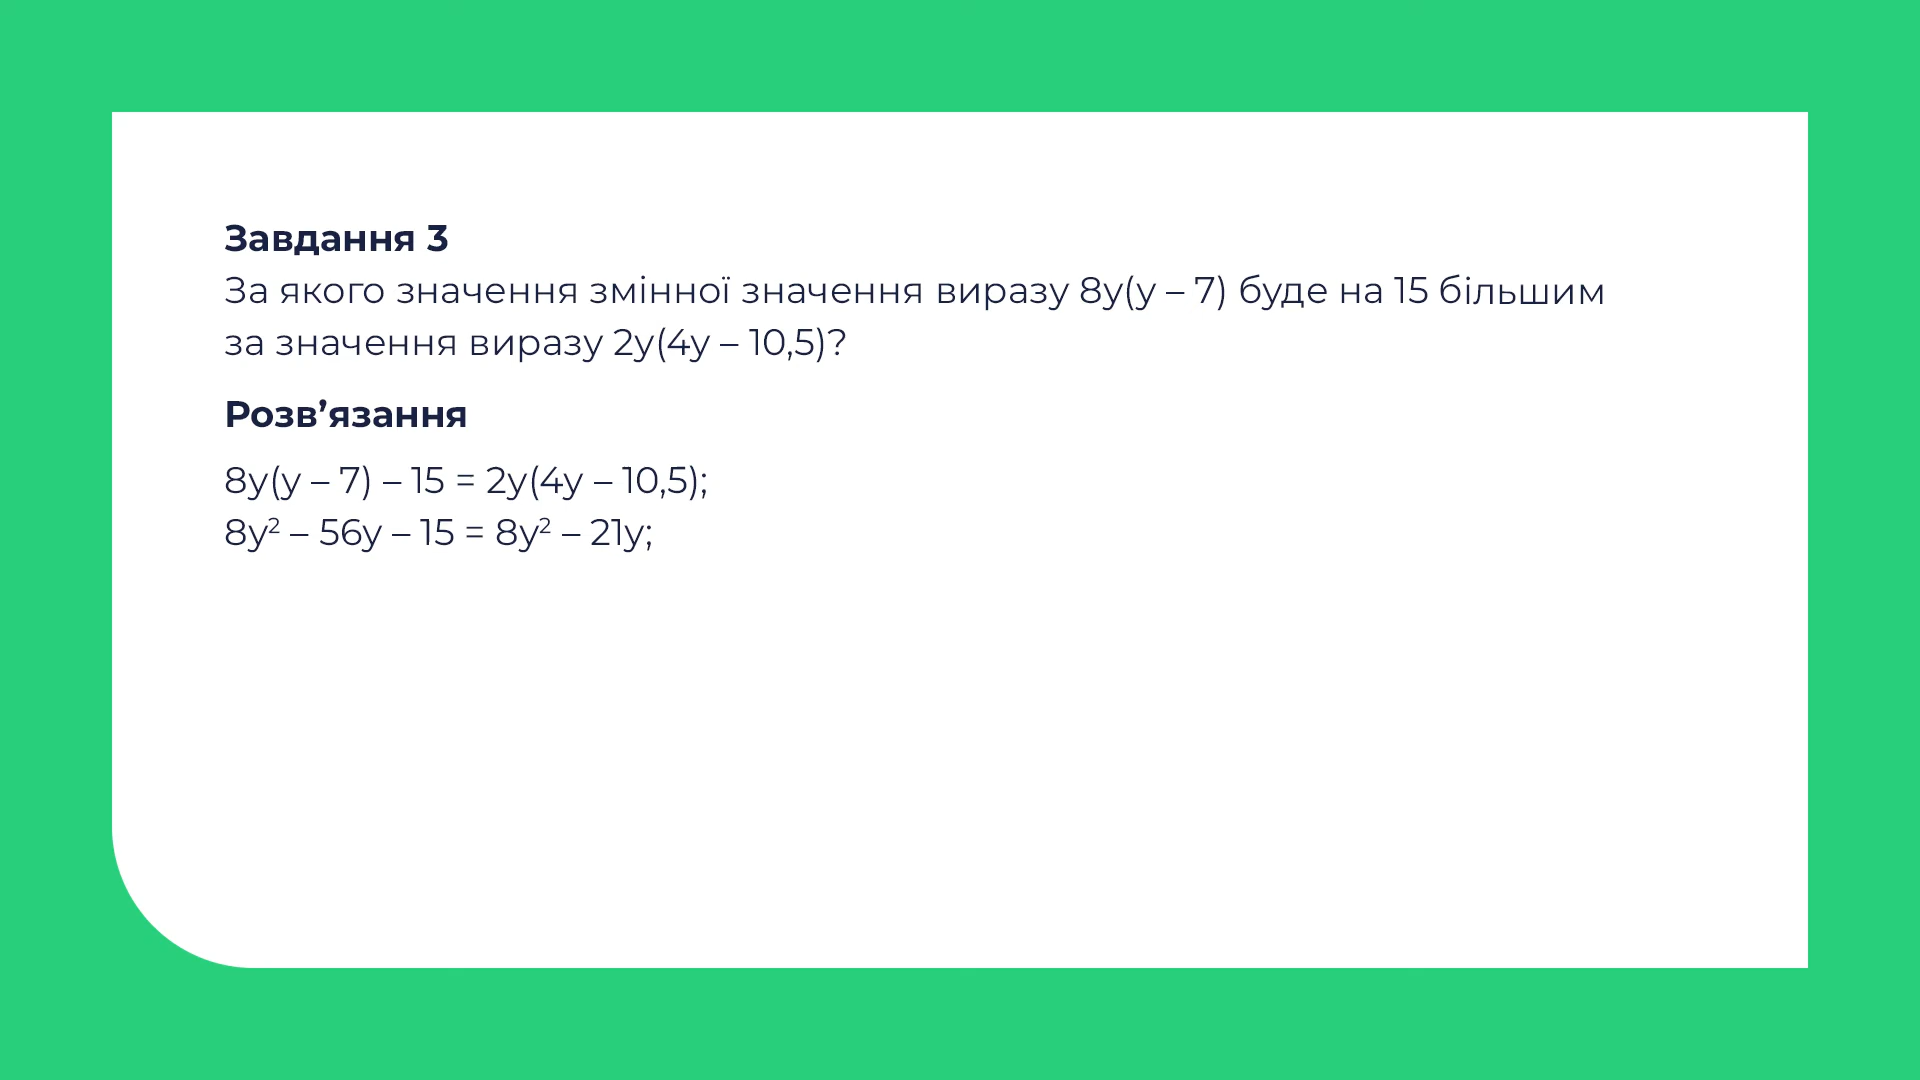 Завдання 3
За якого значення змінної значення виразу 8y(y – 7) буде на 15 більшим
за значення виразу 2y(4y – 10,5)?
Розв’язання
8y(y – 7) – 15 = 2y(4y – 10,5);
8y² – 56y – 15 = 8y² – 21y;